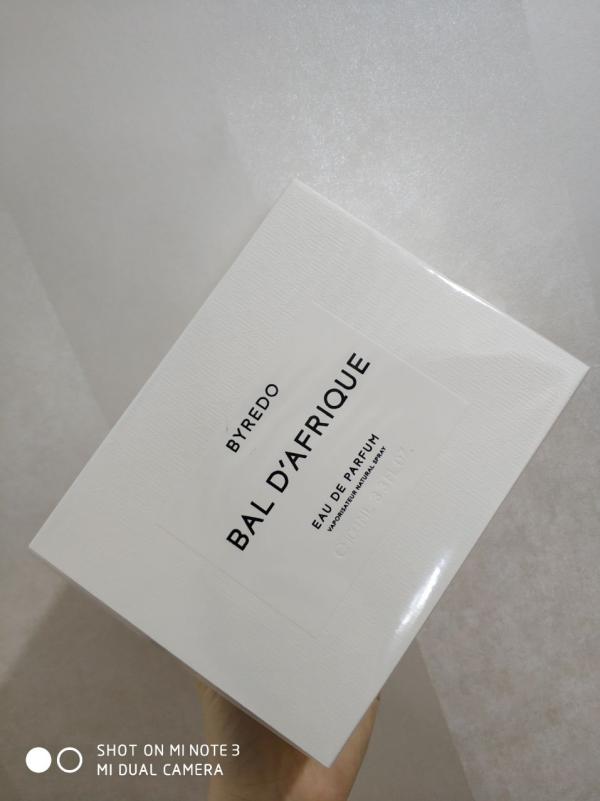 BYREDO
BAL D'AFRIQUE
EAU DE PARFUM
VAPORISATEUR NATURAL SPRAY
SHOT ON MI NOTE 3
MI DUAL CAMERA